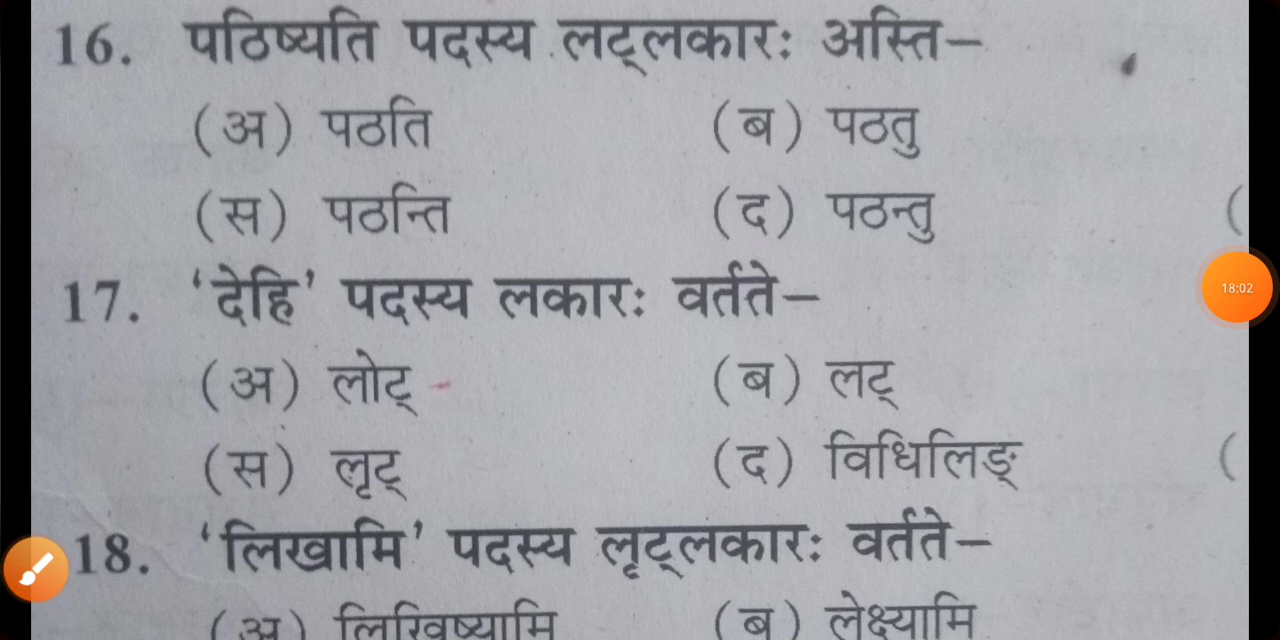 16. पठिष्यति पदस्य लट्लकारः अस्ति–
(अ) पठति (ब) पठतु
(स) पठन्ति (द) पठन्तु (
18:02
17. ‘देहि’ पदस्य लकारः वर्तते–
(अ) लोट् (ब) लट्
(स) लृट् (द) विधिलिङ् (
18. ‘लिखामि’ पदस्य लृट्लकारः वर्तते–
(अ) लिखिष्यामि (ब) लेक्ष्यामि